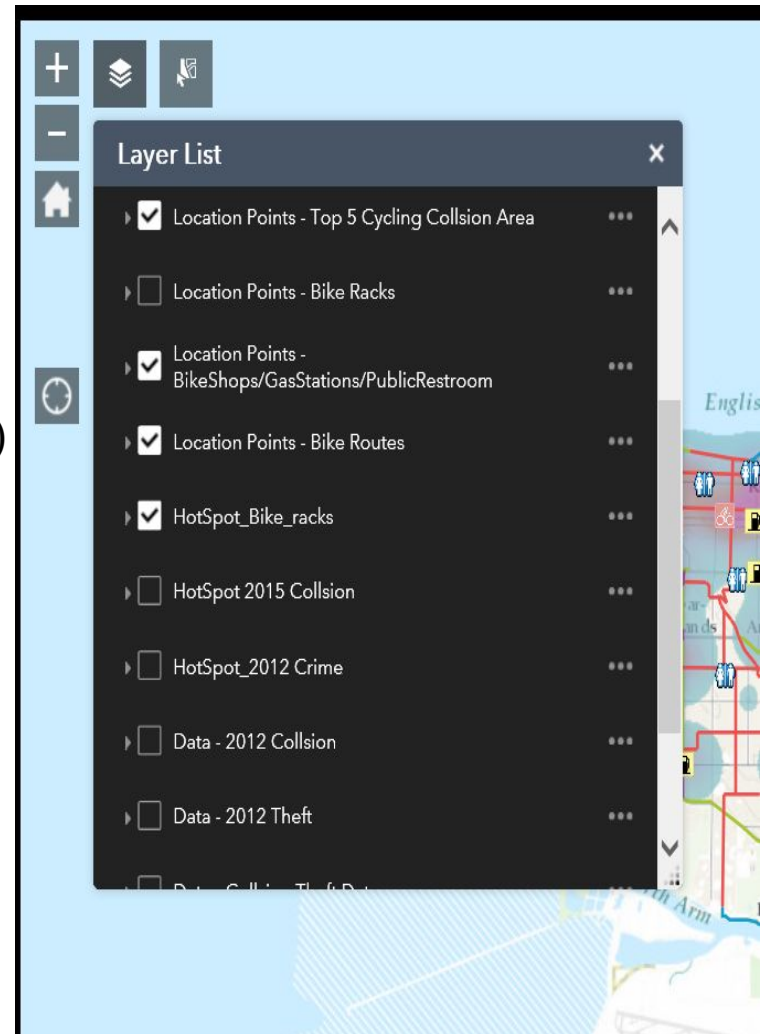 )
Layer List
Location Points - Top 5 Cycling Collsion Area
Location Points - Bike Racks
Location Points -
BikeShops/GasStations/PublicRestroom
Location Points - Bike Routes
HotSpot_Bike_racks
HotSpot 2015 Collsion
HotSpot_2012 Crime
Data - 2012 Collsion
Data - 2012 Theft
Englis
Arm